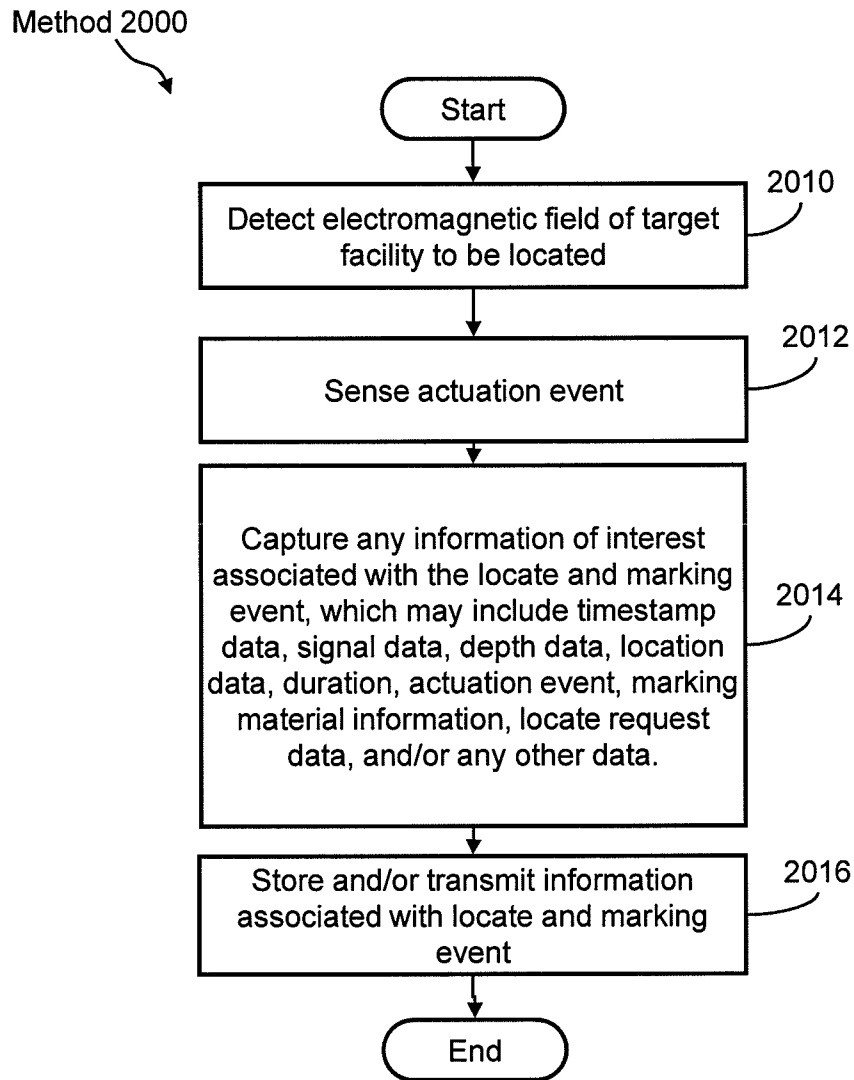 Method 2000
Start
2010
Detect electromagnetic field of target
facility to be located
2012
Sense actuation event
Capture any information of interest
associated with the locate and marking
event, which may include timestamp
data, signal data, depth data, location
data, duration, actuation event, marking
material information, locate request
data, and/or any other data.
2014
Store and/or transmit information
associated with locate and marking
event
2016
End